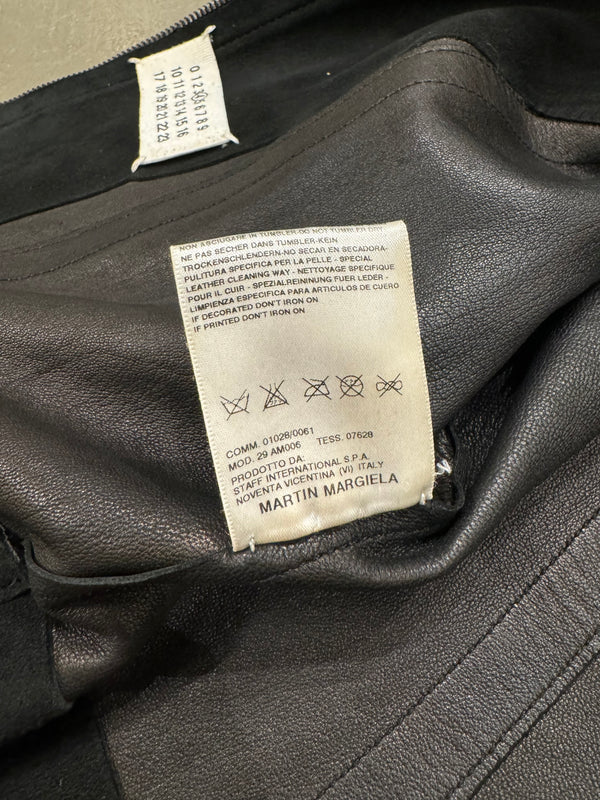 0 1 2 3 4 5 6 7 8 9
10 11 12 13 14 15 16
17 18 19 20 21 22 23
NON ASCIUGARE IN TUMBLER-DO NOT TUMBLER DRY
NE PAS SECHER DANS TUMBLER-KEIN
TROCKENSCHLENDERN-NO SECAR EN SECADORA-
PULITURA SPECIFICA PER LA PELLE - SPECIAL
LEATHER CLEANING WAY - NETTOYAGE SPECIFIQUE
POUR IL CUIR - SPEZIALREINIGUNG FUER LEDER -
LIMPIENZA ESPECIFICA PARA ARTICULOS DE CUERO
IF DECORATED DON'T IRON ON
IF PRINTED DON'T IRON ON
COMM. 01028/0061
MOD. 29 AM006 TESS. 07628
PRODOTTO DA:
STAFF INTERNATIONAL S.P.A.
NOVENTA VICENTINA (VI) ITALY
MARTIN MARGIELA